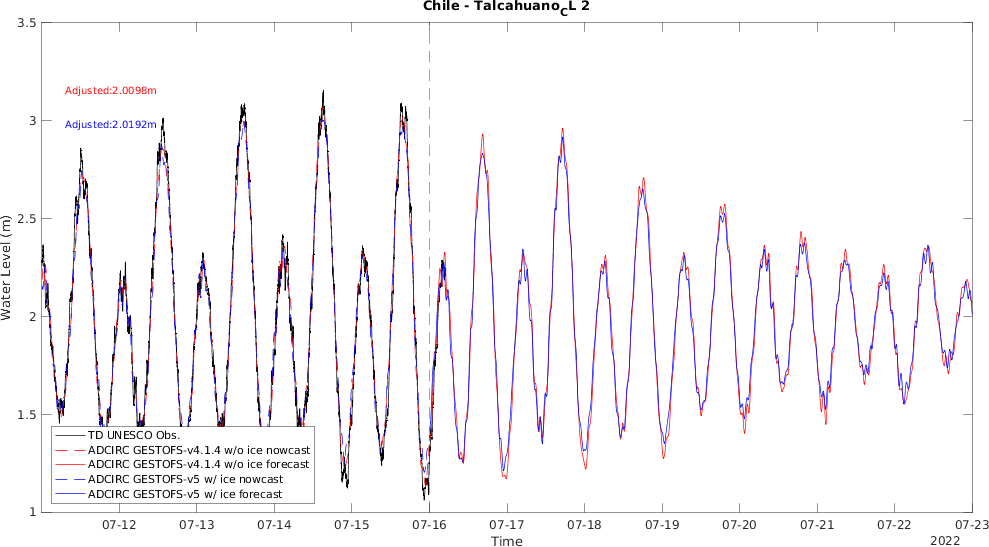 Chile - Talcahuano_CL 2
3.5
Adjusted:2.0098m
3
Adjusted:2.0192m
2.5
Water Level (m)
2
1.5
TD UNESCO Obs.
ADCIRC GESTOFS-v4.1.4 w/o ice nowcast
ADCIRC GESTOFS-v4.1.4 w/o ice forecast
ADCIRC GESTOFS-v5 w/ ice nowcast
ADCIRC GESTOFS-v5 w/ ice forecast
1
07-12 07-13 07-14 07-15 07-16 07-17 07-18 07-19 07-20 07-21 07-22 07-23
Time
2022